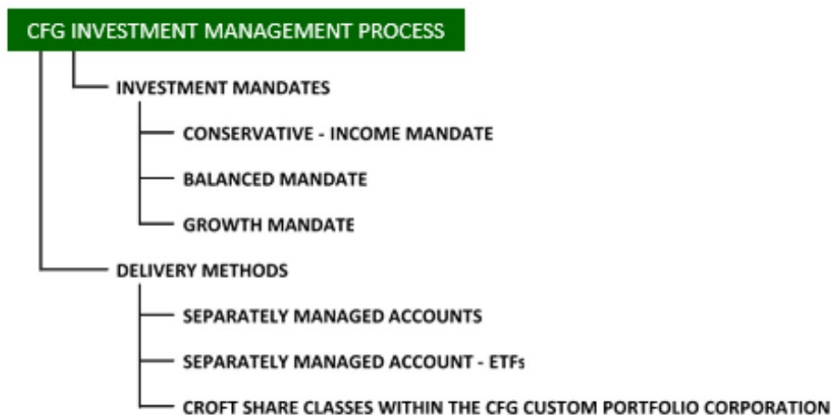 CFG INVESTMENT MANAGEMENT PROCESS
INVESTMENT MANDATES
CONSERVATIVE - INCOME MANDATE
BALANCED MANDATE
GROWTH MANDATE
DELIVERY METHODS
SEPARATELY MANAGED ACCOUNTS
SEPARATELY MANAGED ACCOUNT - ETFs
CROFT SHARE CLASSES WITHIN THE CFG CUSTOM PORTFOLIO CORPORATION